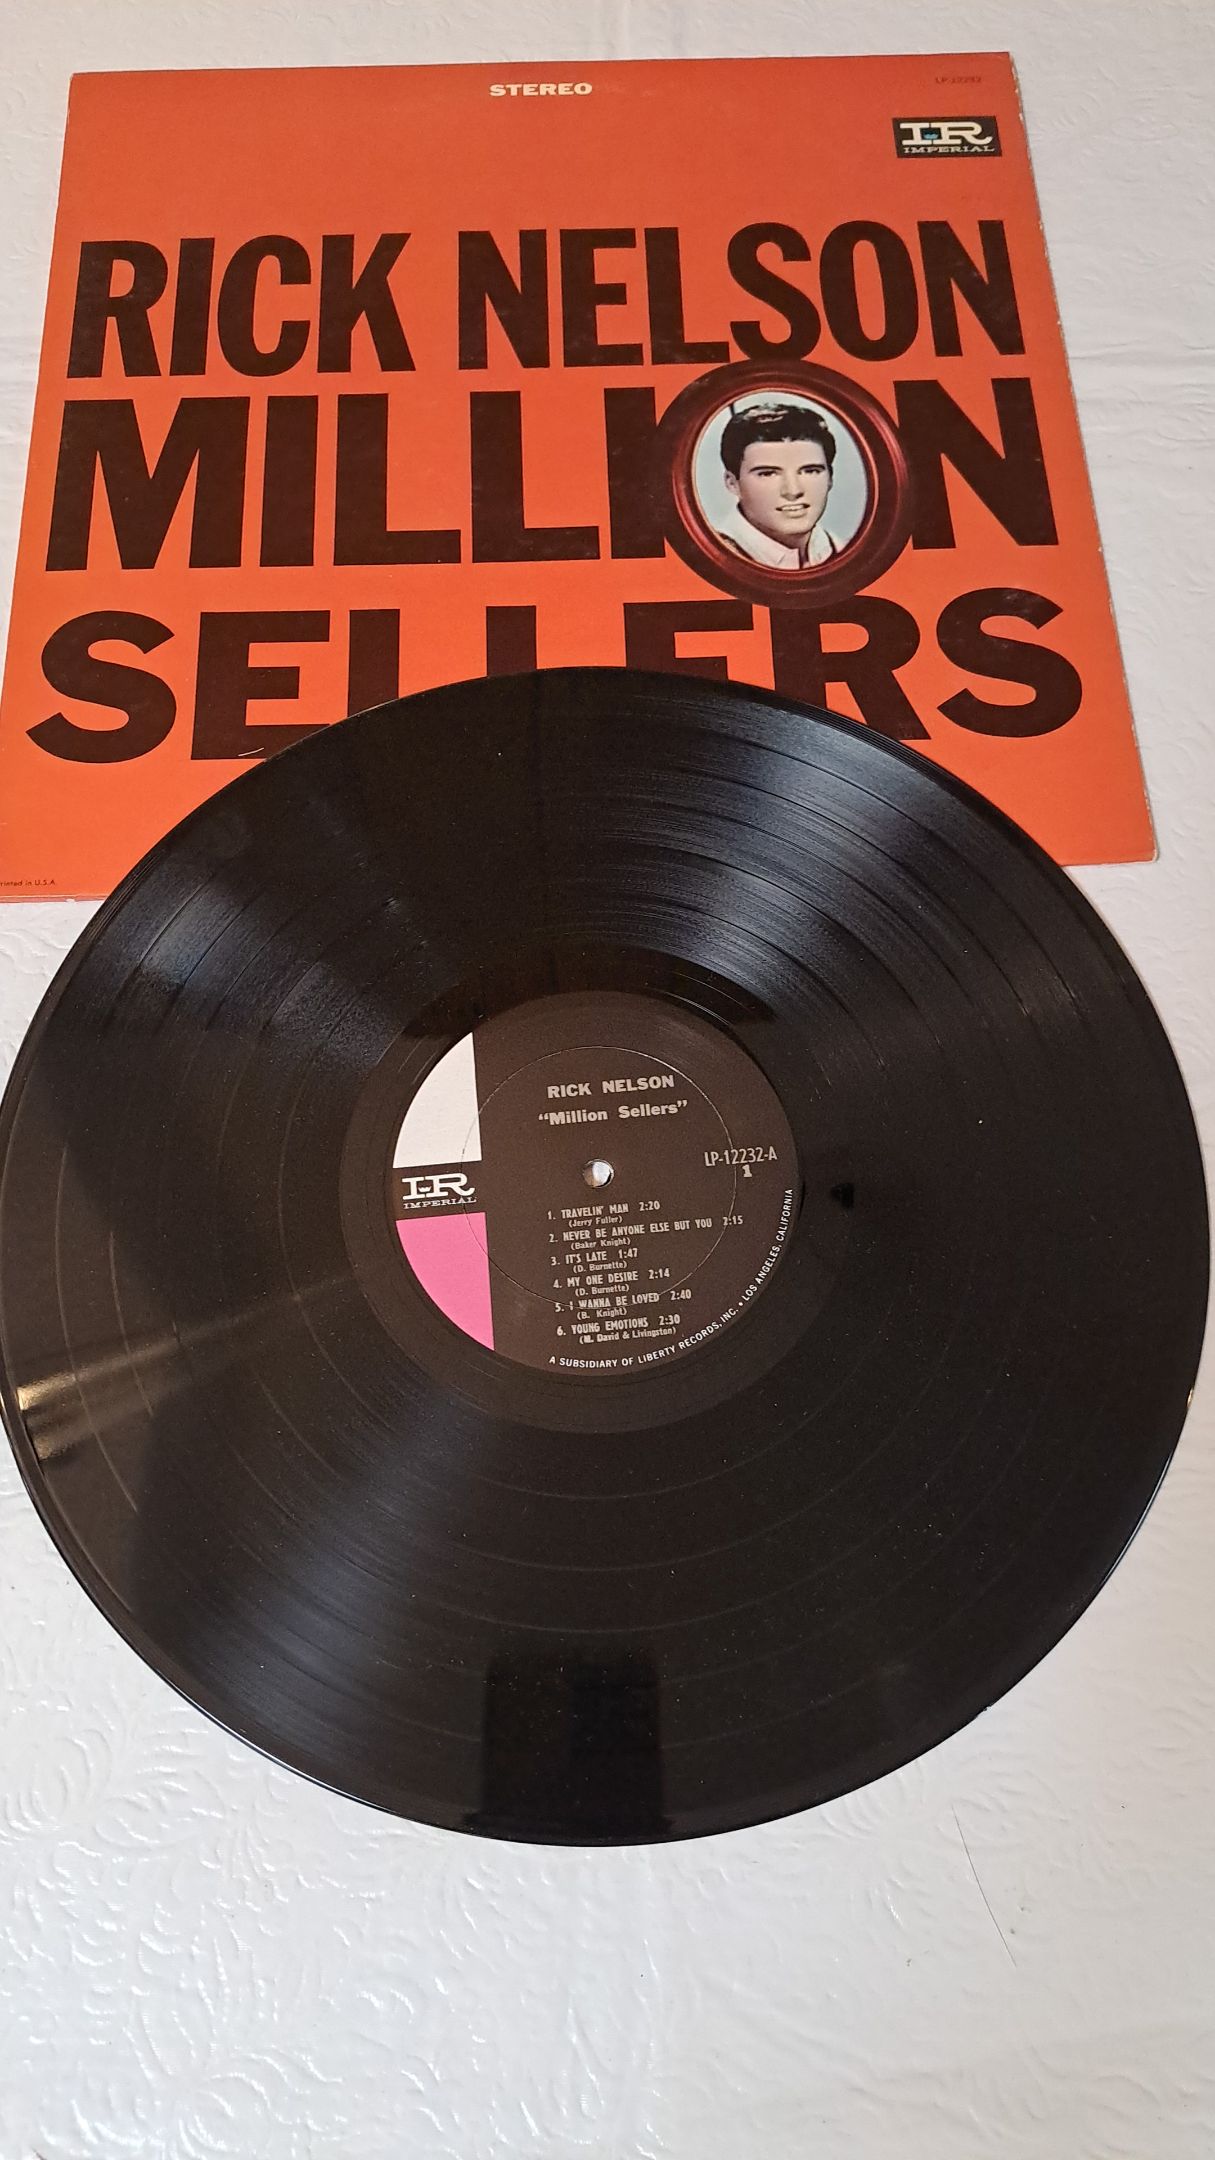 STEREO
LP-12232
IR
IMPERIAL
RICK NELSON
MILLION
SELLERS
Printed in U.S.A.
RICK NELSON
"Million Sellers"
LP-12232-A
1
IR
IMPERIAL
1. TRAVELIN' MAN 2:20
(Jerry Fuller)
2. NEVER BE ANYONE ELSE BUT YOU 2:15
(Baker Knight)
3. IT'S LATE 1:47
(D. Burnette)
4. MY ONE DESIRE 2:14
(D. Burnette)
5. I WANNA BE LOVED 2:40
(B. Knight)
6. YOUNG EMOTIONS 2:30
(M. David & Livingston)
A SUBSIDIARY OF LIBERTY RECORDS, INC. • LOS ANGELES, CALIFORNIA